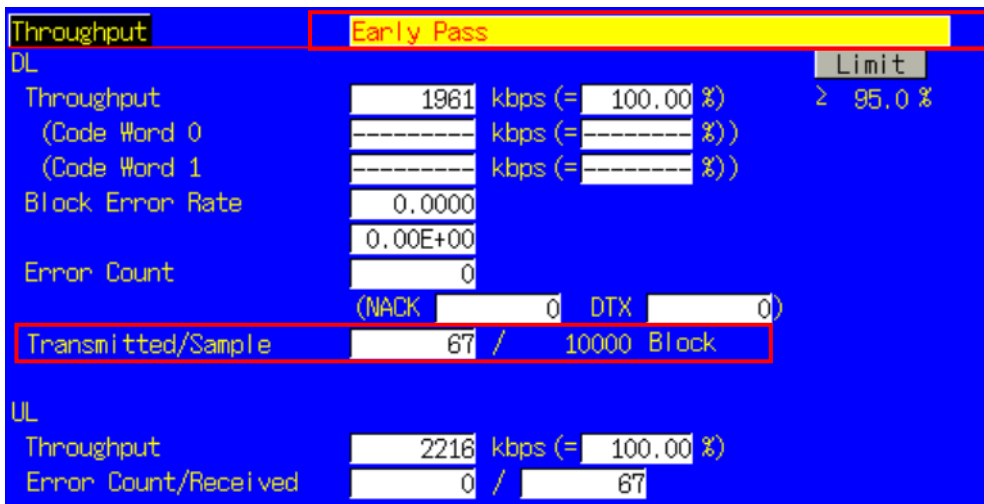 Throughput Early Pass
DL Limit
Throughput 1961 kbps (= 100.00 %) ≥ 95.0 %
(Code Word 0 --------- kbps (= -------- %))
(Code Word 1 --------- kbps (= -------- %))
Block Error Rate 0.0000
0.00E+00
Error Count 0
(NACK 0 DTX 0)
Transmitted/Sample 67 / 10000 Block
UL
Throughput 2216 kbps (= 100.00 %)
Error Count/Received 0 / 67